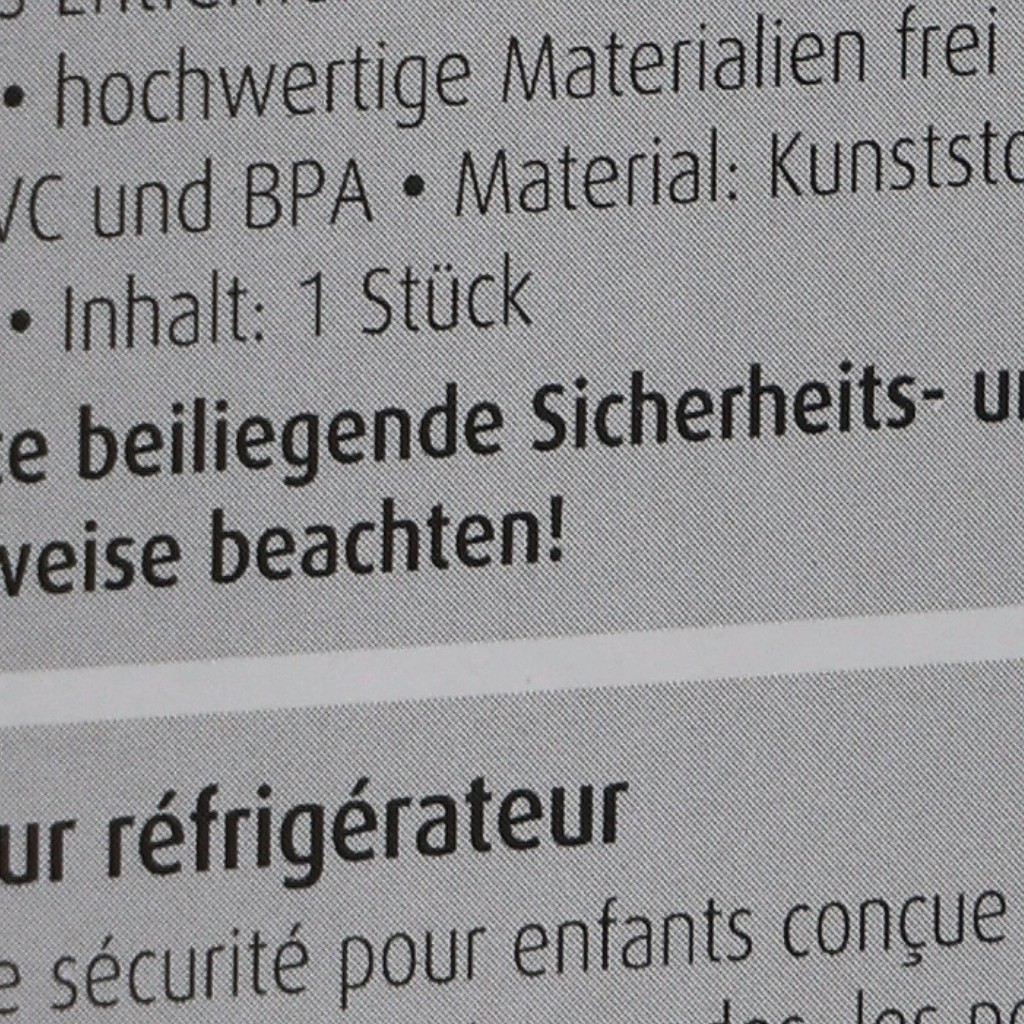 • hochwertige Materialien frei
VC und BPA • Material: Kunststo
• Inhalt: 1 Stück
te beiliegende Sicherheits- u
weise beachten!
ur réfrigérateur
e sécurité pour enfants conçue